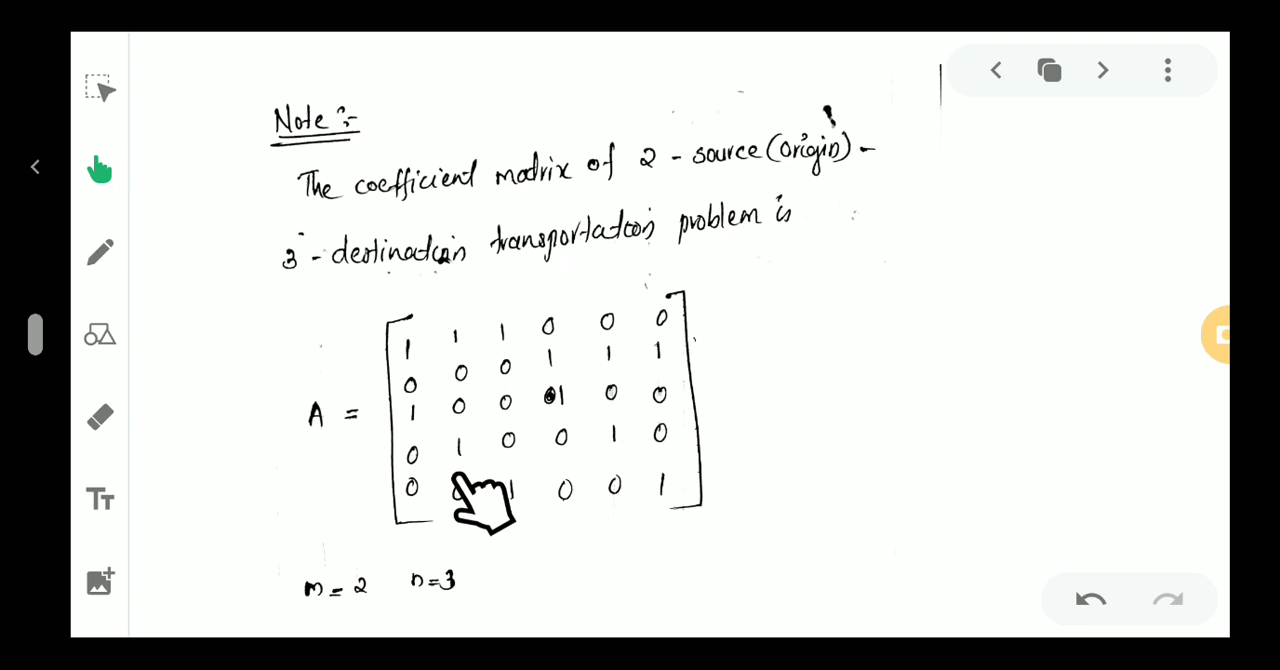 Note :-
The coefficient matrix of 2 - source (origin) -
3 - destination transportation problem is
1 1 1 0 0 0
0 0 0 1 1 1
A = 1 0 0 1 0 0
0 1 0 0 1 0
0 0 1 0 0 1
m = 2 n = 3
TT